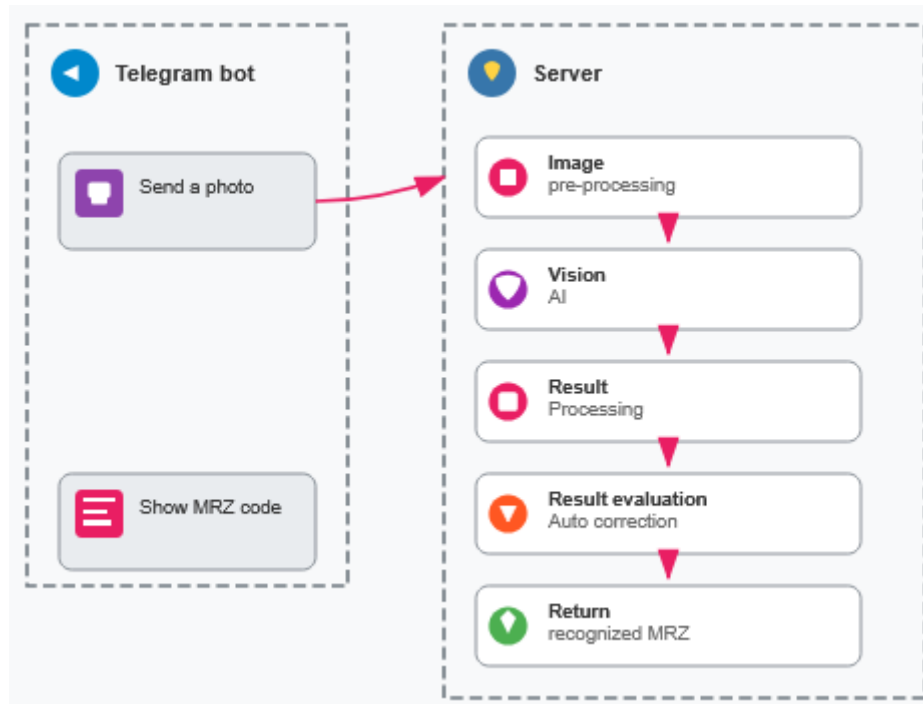 Telegram bot
Send a photo
Show MRZ code
Server
Image
pre-processing
Vision
AI
Result
Processing
Result evaluation
Auto correction
Return
recognized MRZ